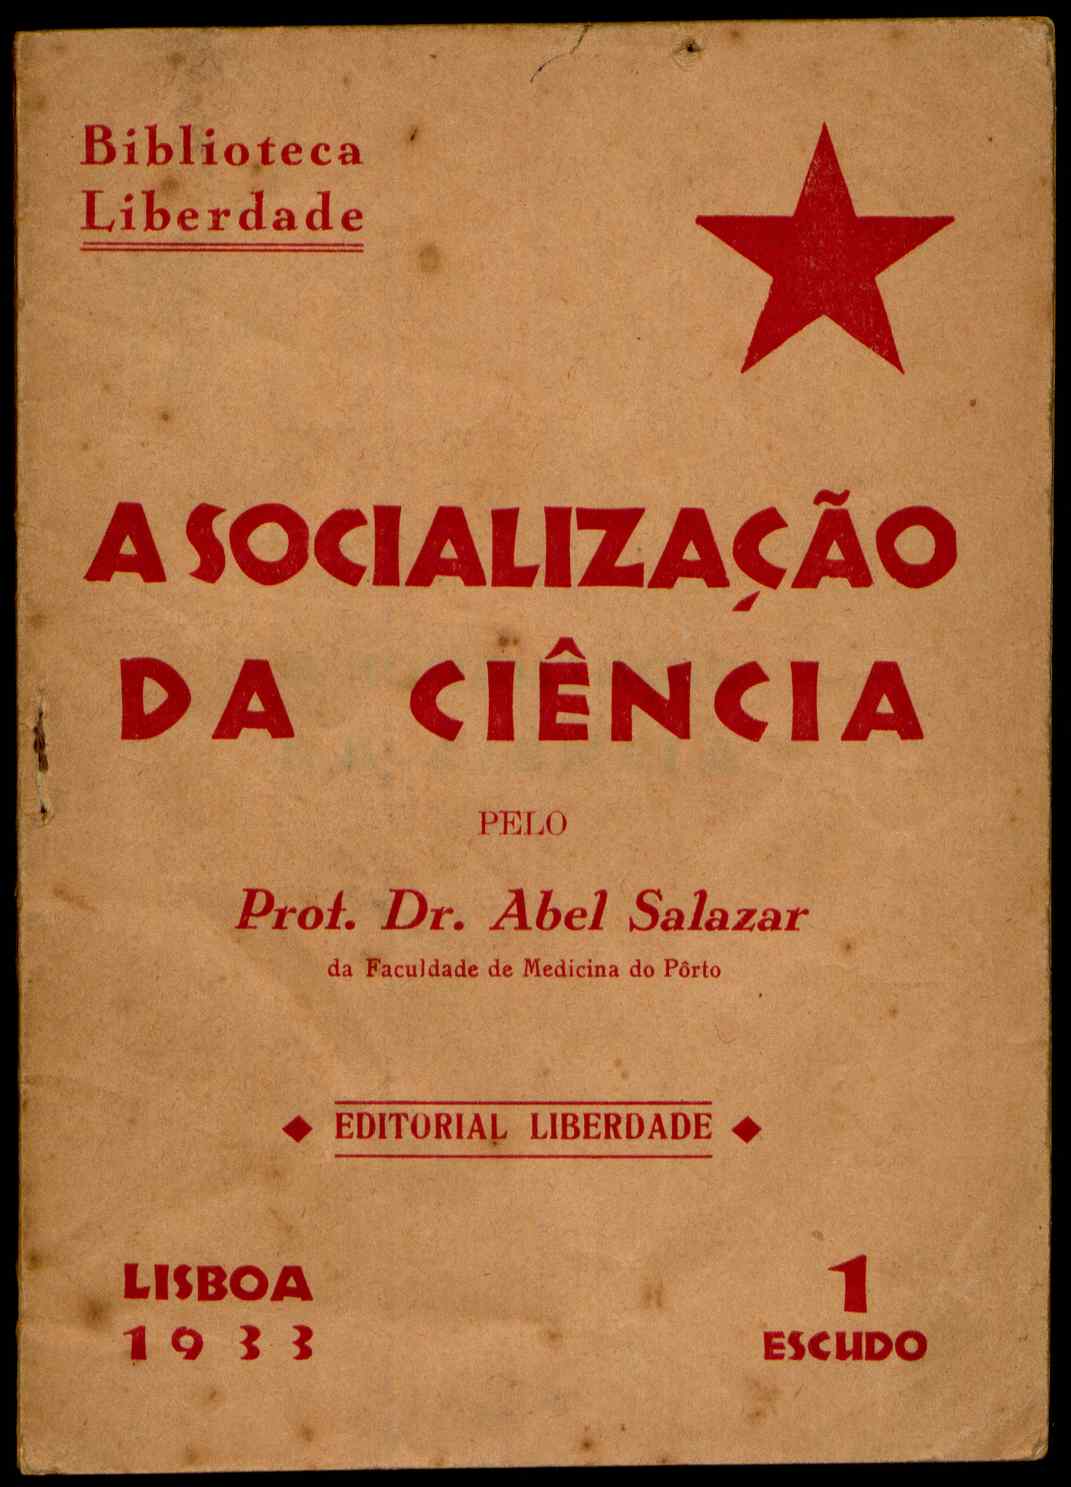 Biblioteca
Liberdade
A SOCIALIZAÇÃO
DA CIÊNCIA
PELO
Prof. Dr. Abel Salazar
da Faculdade de Medicina do Pôrto
EDITORIAL LIBERDADE
LISBOA
1933
1
ESCUDO